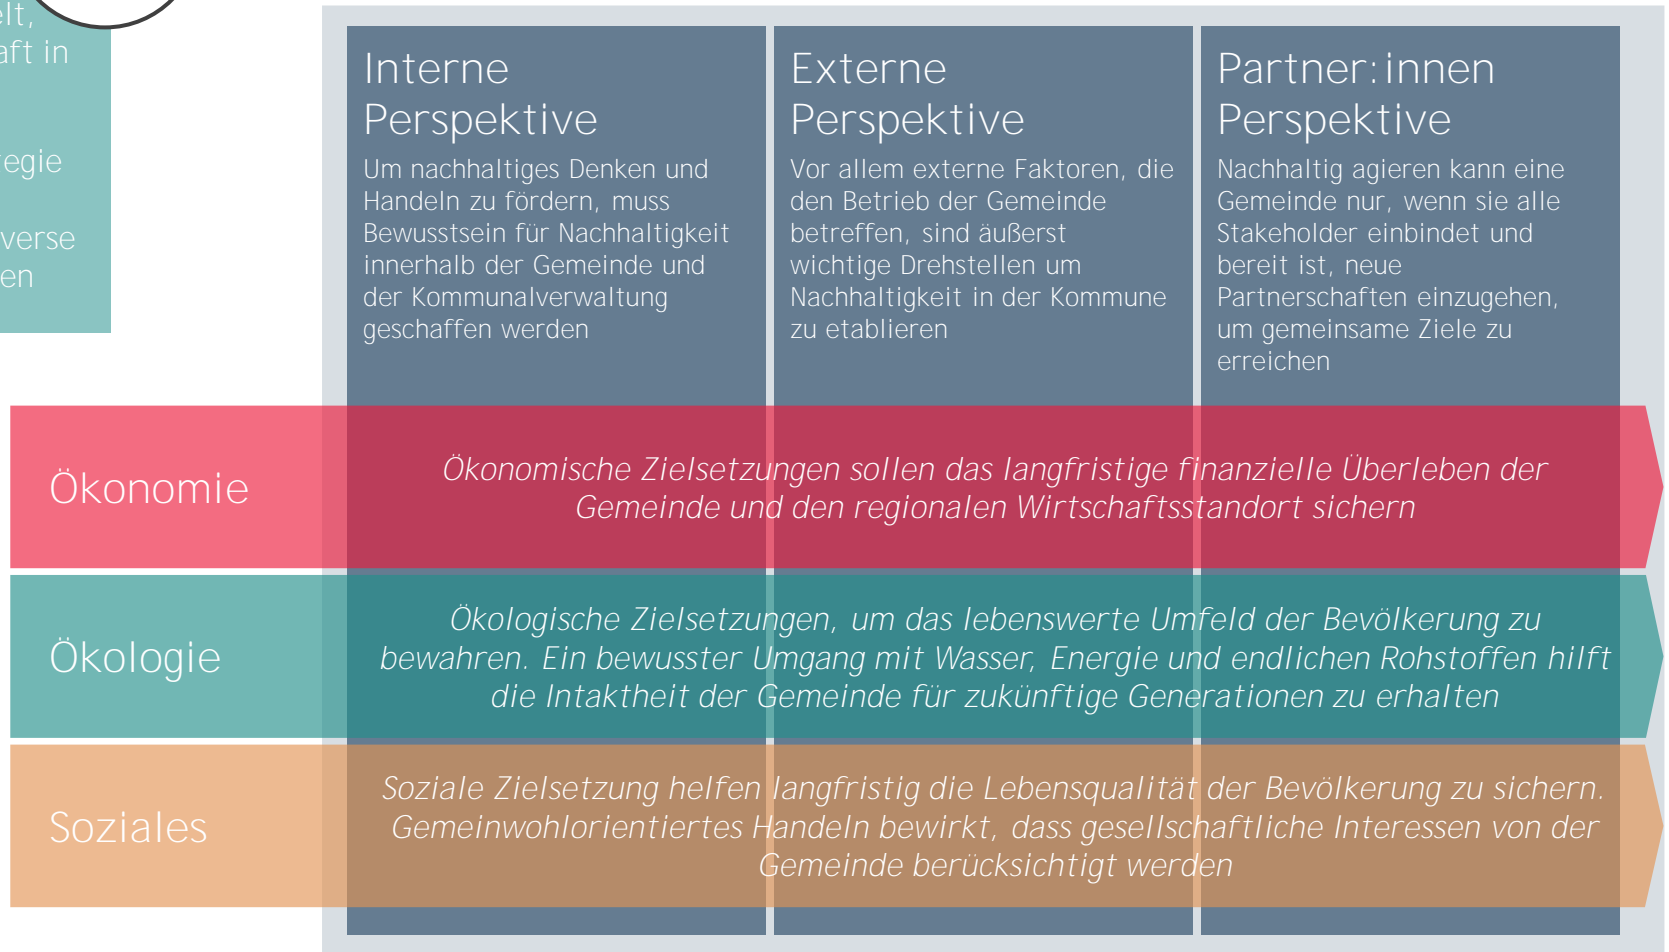 aft in
Interne
Perspektive
Um nachhaltiges Denken und
Handeln zu fördern, muss
Bewusstsein für Nachhaltigkeit
innerhalb der Gemeinde und
der Kommunalverwaltung
geschaffen werden
Externe
Perspektive
Vor allem externe Faktoren, die
den Betrieb der Gemeinde
betreffen, sind äußerst
wichtige Drehstellen um
Nachhaltigkeit in der Kommune
zu etablieren
Partner:innen
Perspektive
Nachhaltig agieren kann eine
Gemeinde nur, wenn sie alle
Stakeholder einbindet und
bereit ist, neue
Partnerschaften einzugehen,
um gemeinsame Ziele zu
erreichen
Ökonomie
Ökonomische Zielsetzungen sollen das langfristige finanzielle Überleben der
Gemeinde und den regionalen Wirtschaftsstandort sichern
Ökologie
Ökologische Zielsetzungen, um das lebenswerte Umfeld der Bevölkerung zu
bewahren. Ein bewusster Umgang mit Wasser, Energie und endlichen Rohstoffen hilft
die Intaktheit der Gemeinde für zukünftige Generationen zu erhalten
Soziales
Soziale Zielsetzung helfen langfristig die Lebensqualität der Bevölkerung zu sichern.
Gemeinwohlorientiertes Handeln bewirkt, dass gesellschaftliche Interessen von der
Gemeinde berücksichtigt werden